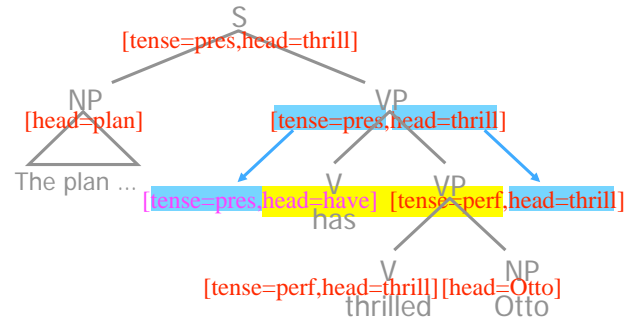 S
[tense=pres,head=thrill]
NP
VP
[head=plan]
[tense=pres,head=thrill]
The plan ...
V
VP
[tense=pres,head=have] [tense=perf,head=thrill]
has
V
NP
[tense=perf,head=thrill] [head=Otto]
thrilled
Otto